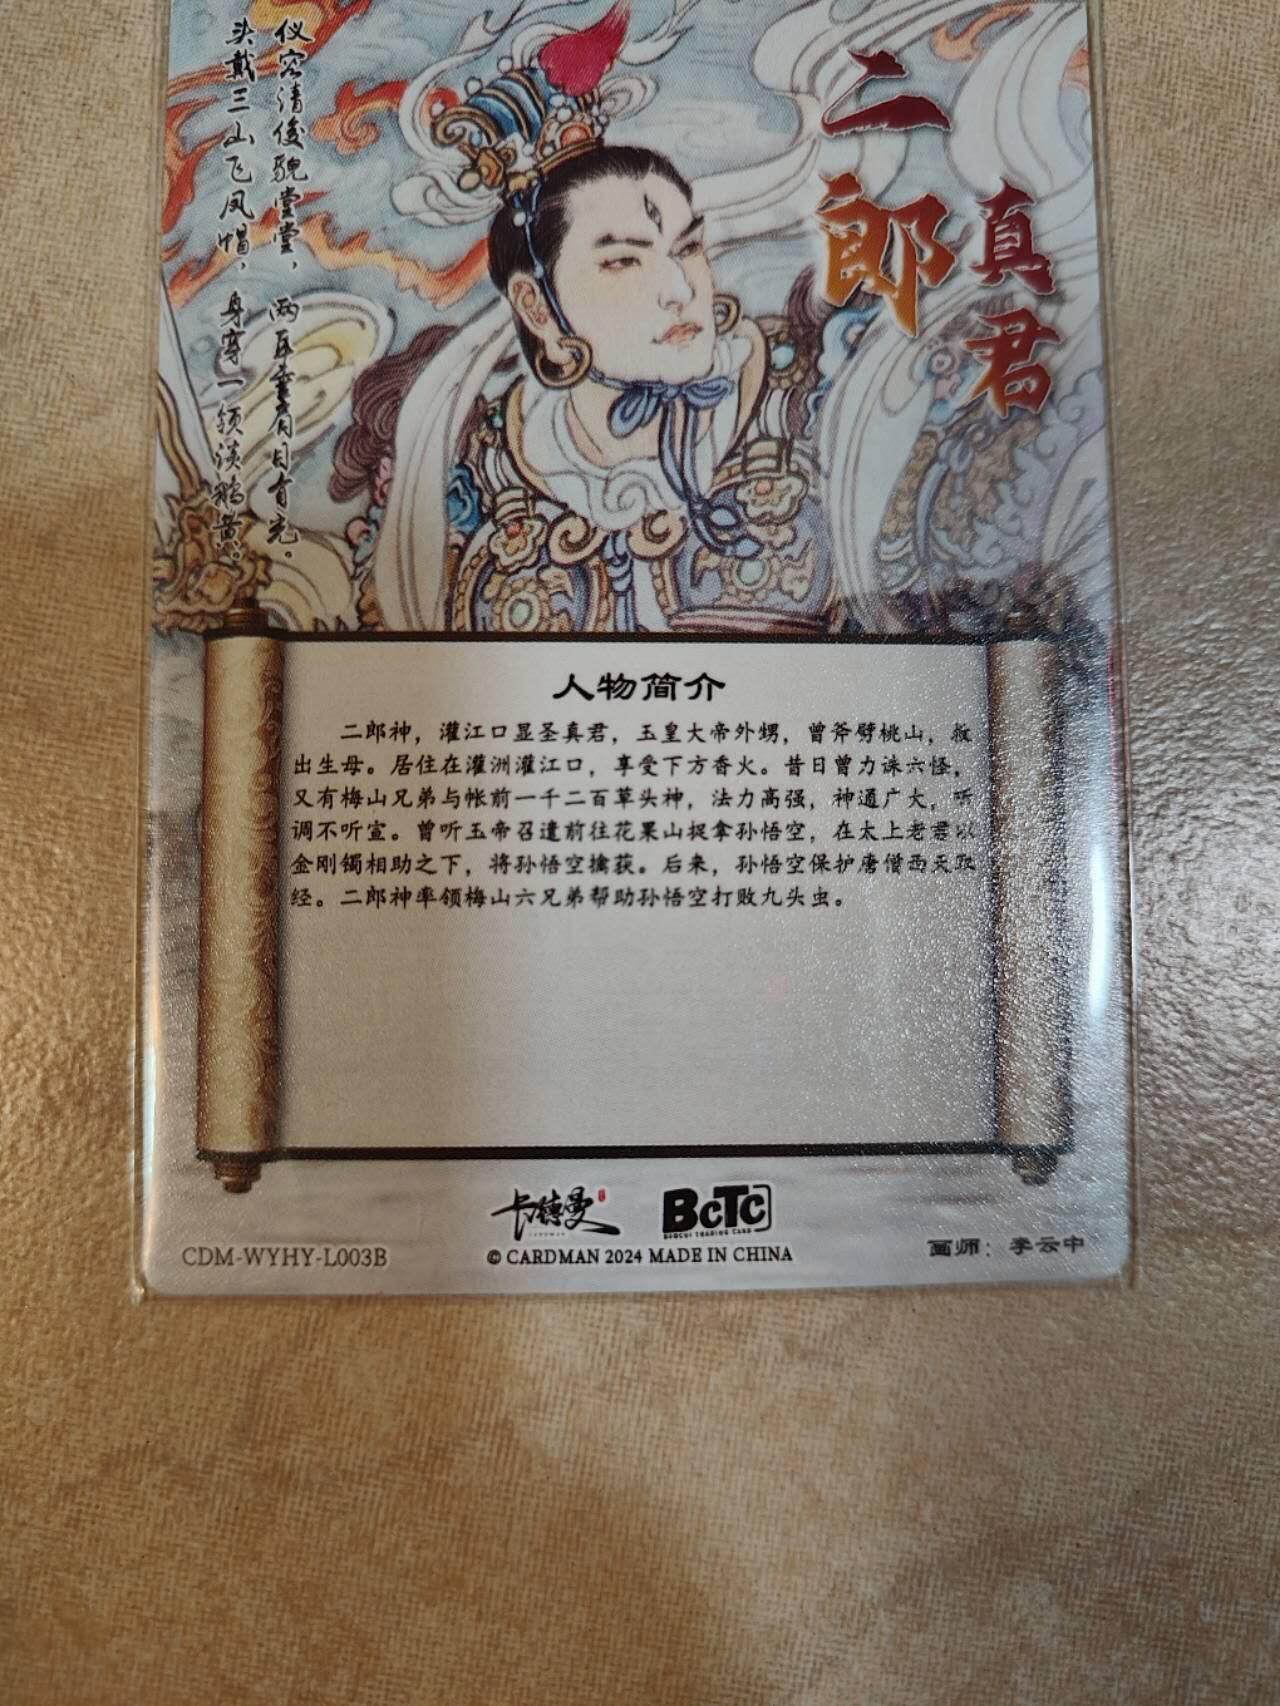 仪容清俊貌堂堂，两耳垂肩目有光。
头戴三山飞凤帽，身穿一领淡鹅黄。
二郎
真君
人物简介
二郎神，灌江口显圣真君，玉皇大帝外甥，曾斧劈桃山，救
出生母。居住在灌洲灌江口，享受下方香火。昔日曾力诛六怪，
又有梅山兄弟与帐前一千二百草头神，法力高强，神通广大，听
调不听宣。曾听玉帝召遣前往花果山捉拿孙悟空，在太上老君以
金刚镯相助之下，将孙悟空擒获。后来，孙悟空保护唐僧西天取
经。二郎神率领梅山六兄弟帮助孙悟空打败九头虫。
卡德曼
CARDMAN
BCTC
BAOCUI TRADING CARD
CDM-WYHY-L003B
© CARDMAN 2024 MADE IN CHINA
画师：李云中